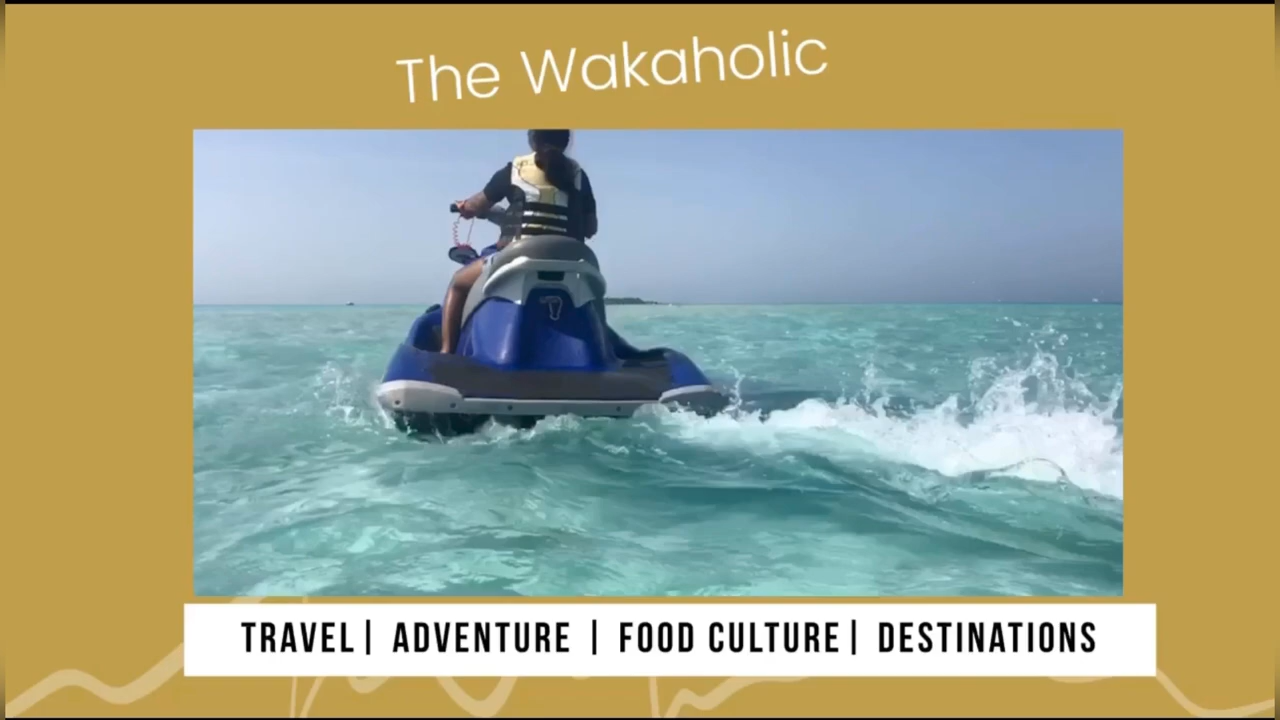 The Wakaholic
TRAVEL| ADVENTURE | FOOD CULTURE| DESTINATIONS